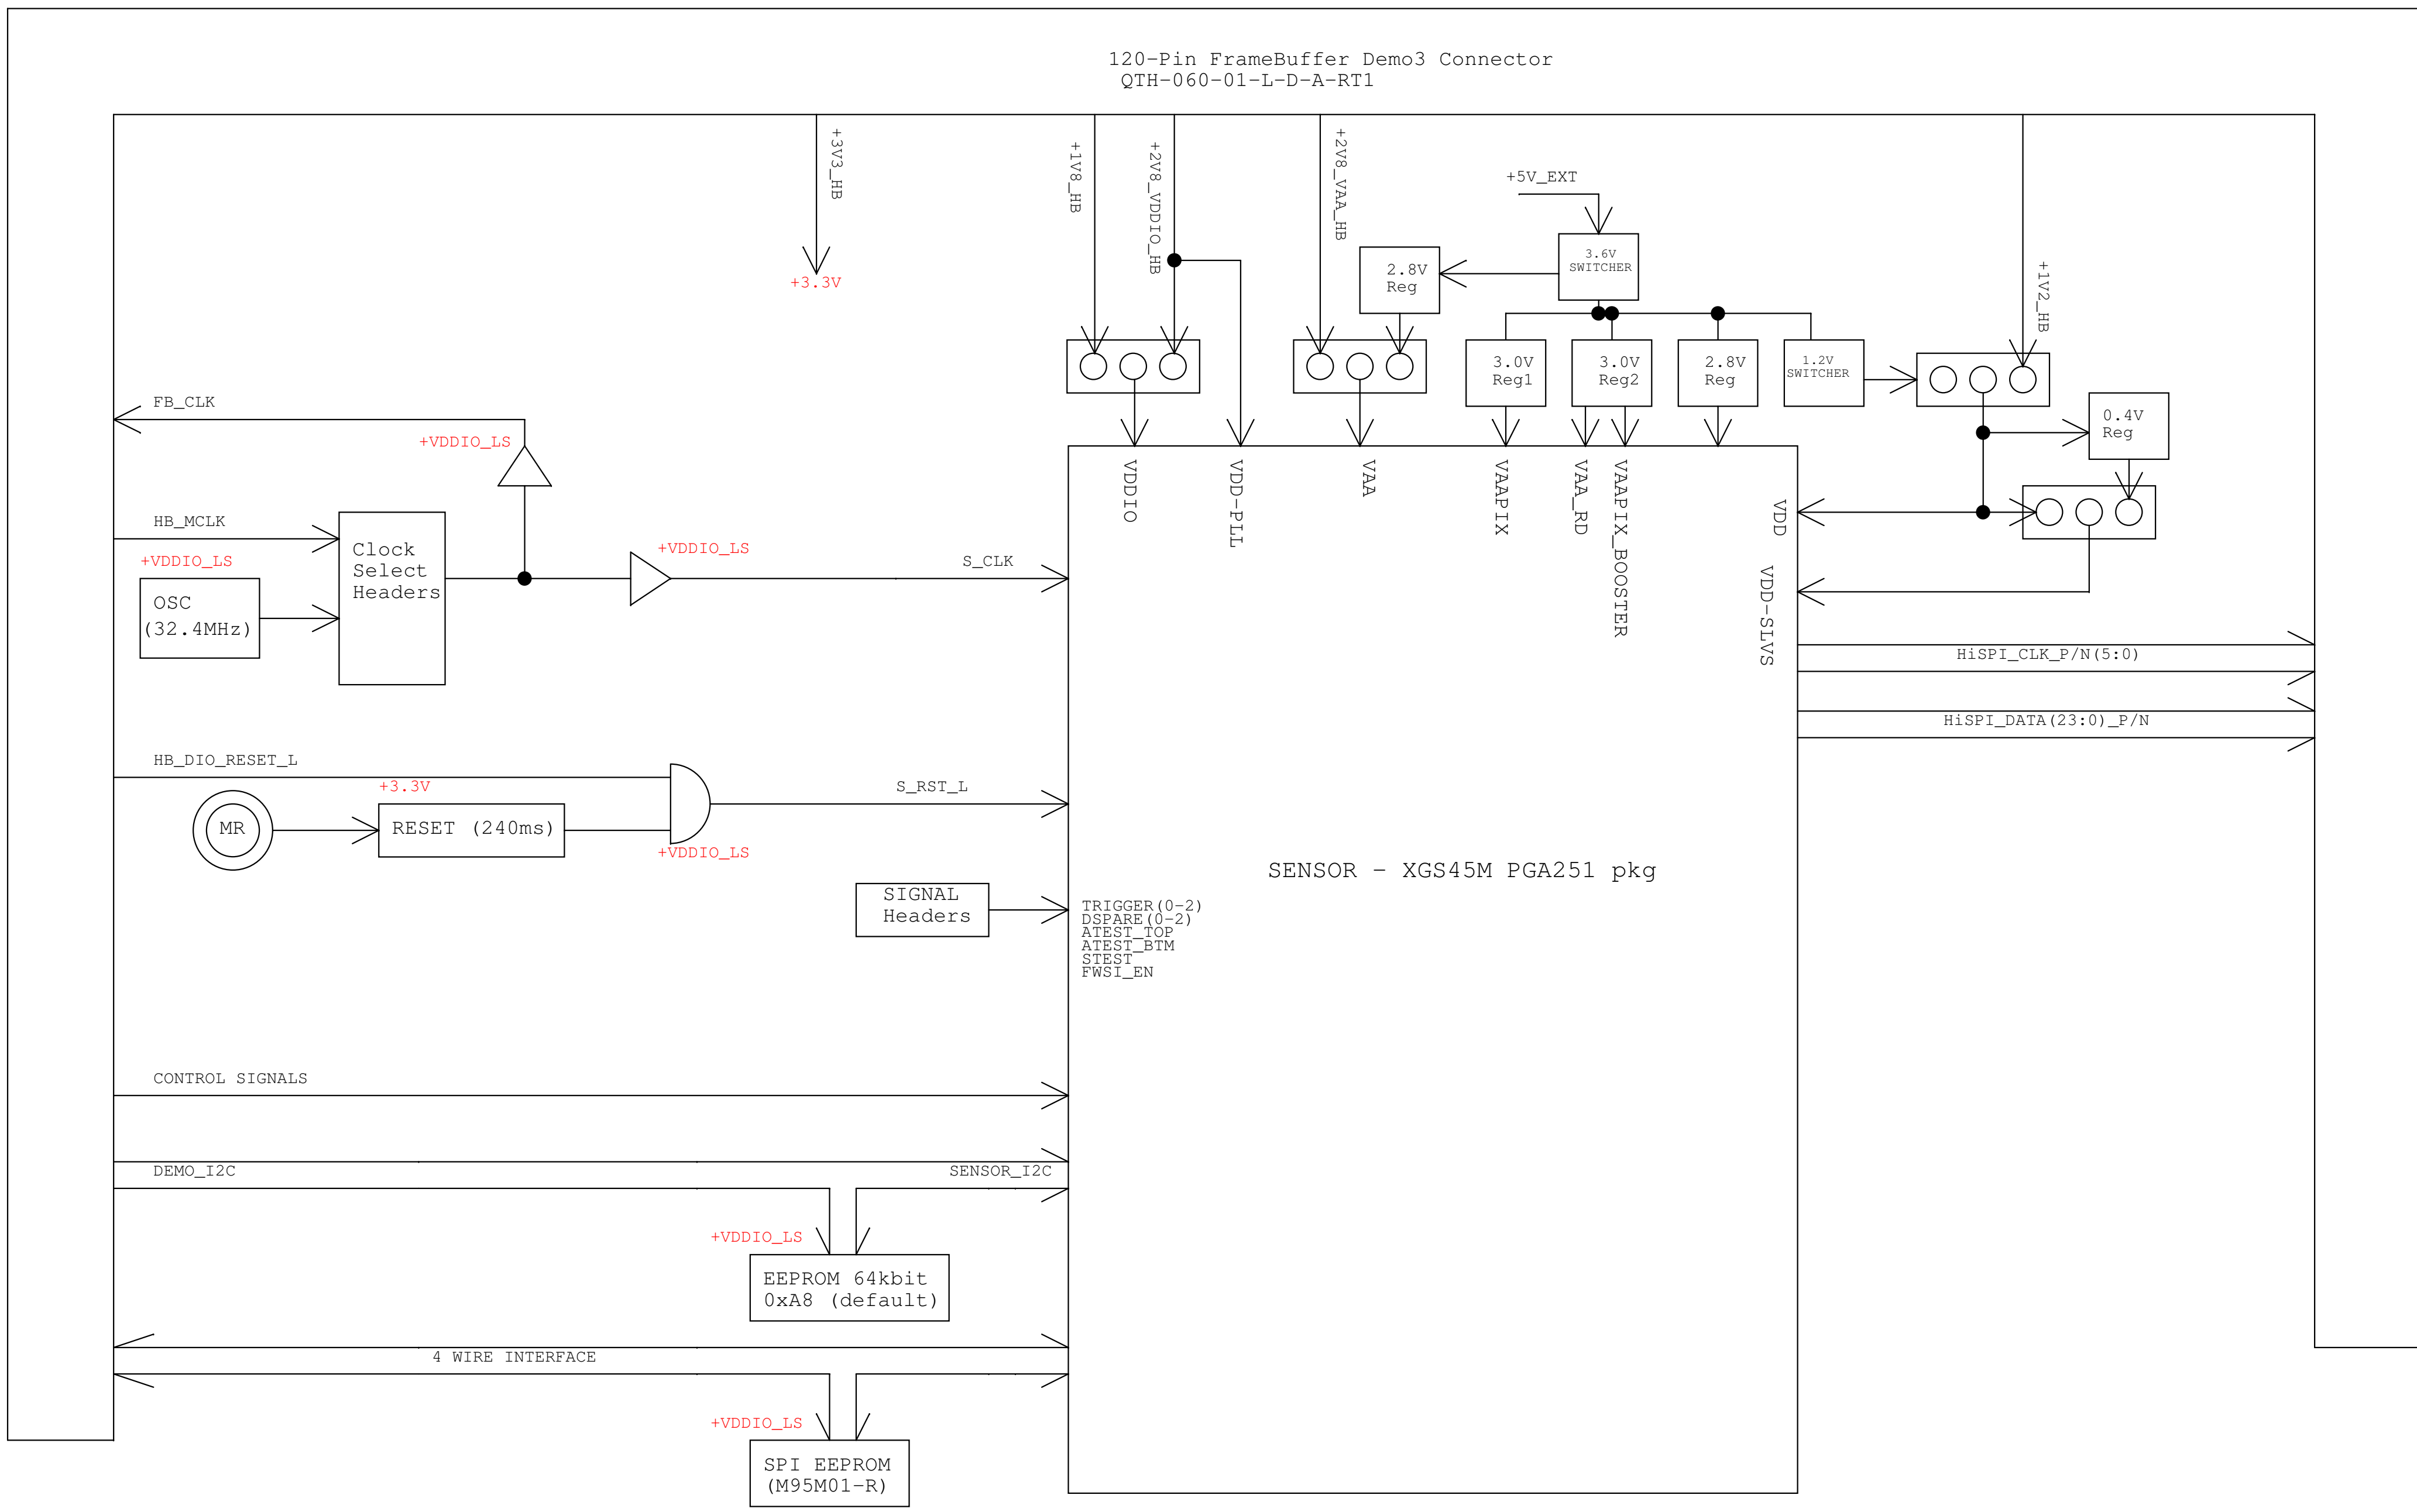 120-Pin FrameBuffer Demo3 Connector
QTH-060-01-L-D-A-RT1
+3V3_HB
+3.3V
+1V8_HB
+2V8_VDDIO_HB
+2V8_VAA_HB
+5V_EXT
3.6V
SWITCHER
2.8V
Reg
+1V2_HB
3.0V
Reg1
3.0V
Reg2
2.8V
Reg
1.2V
SWITCHER
0.4V
Reg
FB_CLK
+VDDIO_LS
HB_MCLK
+VDDIO_LS
OSC
(32.4MHz)
Clock
Select
Headers
+VDDIO_LS
S_CLK
VDDIO
VDD-PLL
VAA
VAAPIX
VAA_RD
VAAPIX_BOOSTER
VDD
VDD-SLVS
HiSPI_CLK_P/N(5:0)
HiSPI_DATA(23:0)_P/N
HB_DIO_RESET_L
+3.3V
MR
RESET (240ms)
+VDDIO_LS
S_RST_L
SENSOR - XGS45M PGA251 pkg
SIGNAL
Headers
TRIGGER(0-2)
DSPARE(0-2)
ATEST_TOP
ATEST_BTM
STEST
FWSI_EN
CONTROL SIGNALS
DEMO_I2C
SENSOR_I2C
+VDDIO_LS
EEPROM 64kbit
0xA8 (default)
4 WIRE INTERFACE
+VDDIO_LS
SPI EEPROM
(M95M01-R)